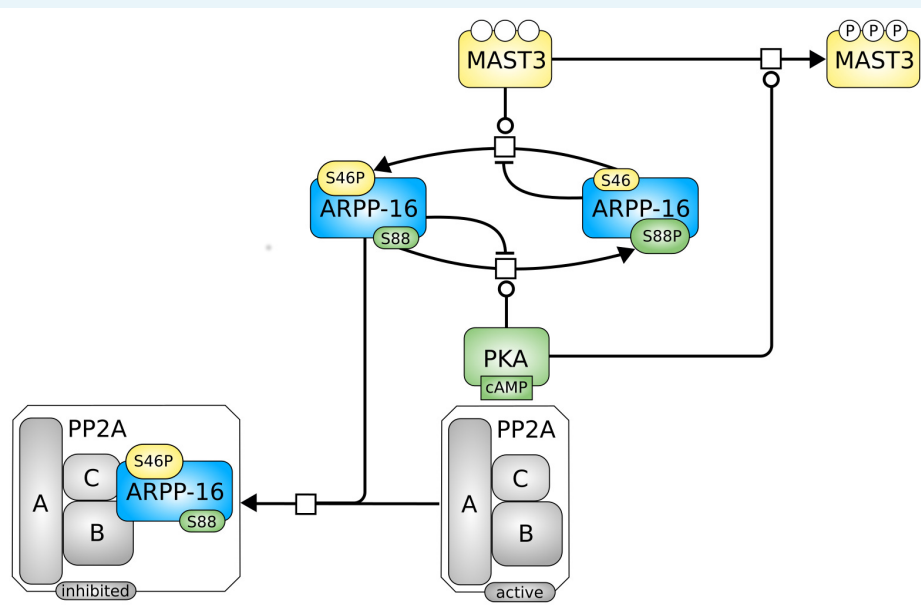 P P P
MAST3
MAST3
S46P
ARPP-16
S88
S46
ARPP-16
S88P
PKA
cAMP
PP2A
A
C
B
S46P
ARPP-16
S88
inhibited
PP2A
A
C
B
active